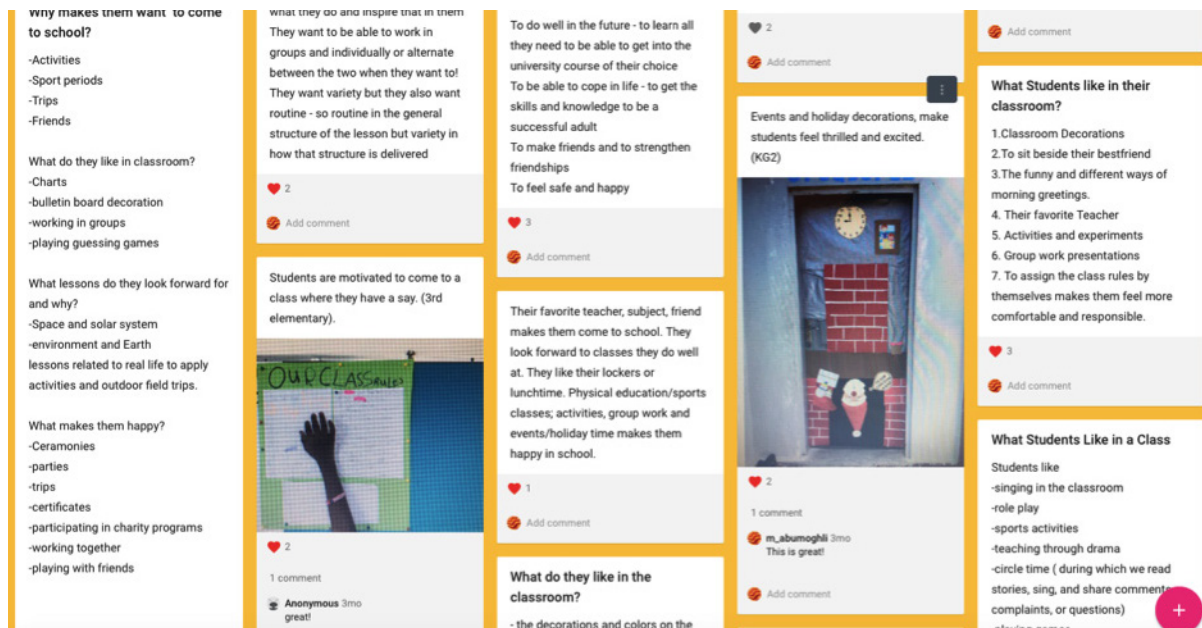 Why makes them want to come
to school?
-Activities
-Sport periods
-Trips
-Friends
What do they like in classroom?
-Charts
-bulletin board decoration
-working in groups
-playing guessing games
What lessons do they look forward for
and why?
-Space and solar system
-environment and Earth
lessons related to real life to apply
activities and outdoor field trips.
What makes them happy?
-Ceramonies
-parties
-trips
-certificates
-participating in charity programs
-working together
-playing with friends
what they do and inspire that in them
They want to be able to work in
groups and individually or alternate
between the two when they want to!
They want variety but they also want
routine - so routine in the general
structure of the lesson but variety in
how that structure is delivered
2
Add comment
Students are motivated to come to a
class where they have a say. (3rd
elementary).
OUR CLASS RULES
2
1 comment
Anonymous 3mo
great!
To do well in the future - to learn all
they need to be able to get into the
university course of their choice
To be able to cope in life - to get the
skills and knowledge to be a
successful adult
To make friends and to strengthen
friendships
To feel safe and happy
3
Add comment
Their favorite teacher, subject, friend
makes them come to school. They
look forward to classes they do well
at. They like their lockers or
lunchtime. Physical education/sports
classes; activities, group work and
events/holiday time makes them
happy in school.
1
Add comment
What do they like in the
classroom?
- the decorations and colors on the
2
Add comment
Events and holiday decorations, make
students feel thrilled and excited.
(KG2)
2
1 comment
m_abumoghli 3mo
This is great!
Add comment
Add comment
What Students like in their
classroom?
1.Classroom Decorations
2.To sit beside their bestfriend
3.The funny and different ways of
morning greetings.
4. Their favorite Teacher
5. Activities and experiments
6. Group work presentations
7. To assign the class rules by
themselves makes them feel more
comfortable and responsible.
3
Add comment
What Students Like in a Class
Students like
-singing in the classroom
-role play
-sports activities
-teaching through drama
-circle time ( during which we read
stories, sing, and share comments,
complaints, or questions)
-playing games